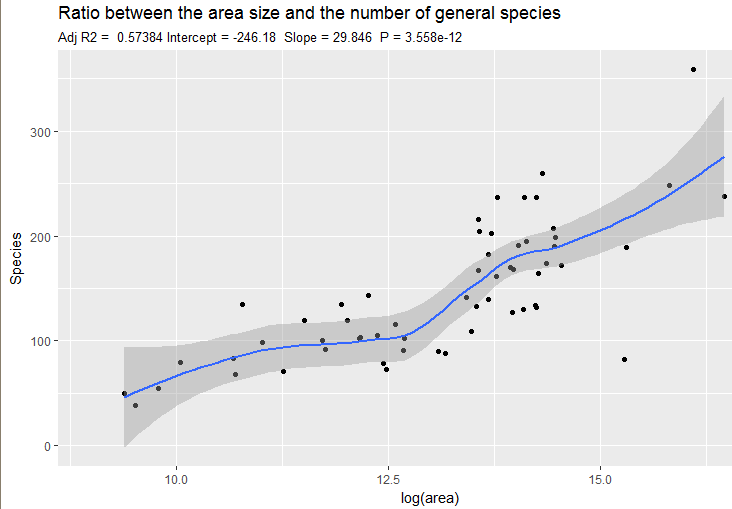 Ratio between the area size and the number of general species
Adj R2 =  0.57384 Intercept = -246.18  Slope = 29.846  P = 3.558e-12
300
200
100
0
Species
10.0 12.5 15.0
log(area)